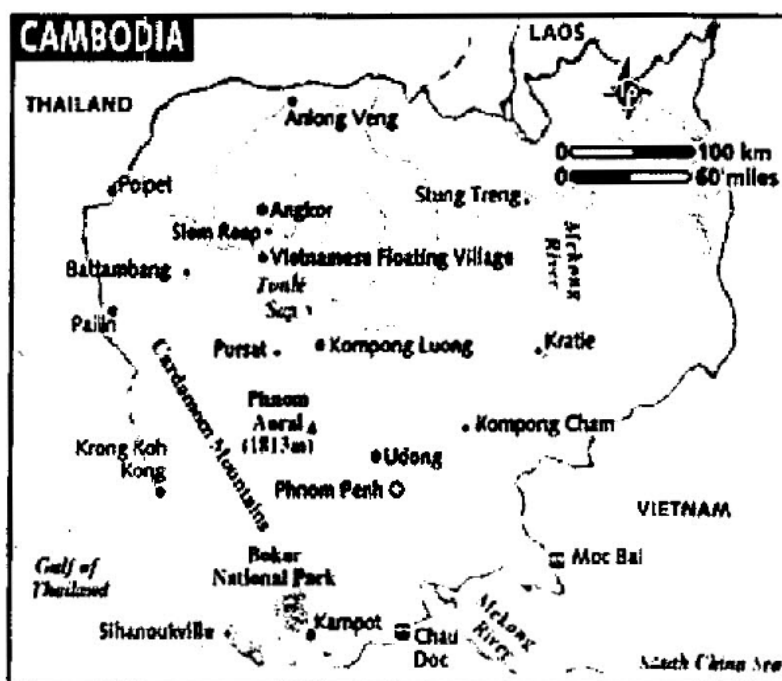 CAMBODIA
LAOS
THAILAND
Anlong Veng
0 100 km
0 60 miles
Poipet
Stung Treng
Angkor
Siem Reap
Mekong
River
Vietnamese Floating Village
Battambang
Tonlé
Sap
Pailin
Pursat
Kompong Luong
Kratie
Cardamom Mountains
Phnom
Aoral
(1813m)
Kompong Cham
Krong Koh
Kong
Udong
Phnom Penh
VIETNAM
Moc Bai
Gulf of
Thailand
Bokor
National Park
Mekong
River
Sihanoukville
Kampot
Chau
Doc
South China Sea